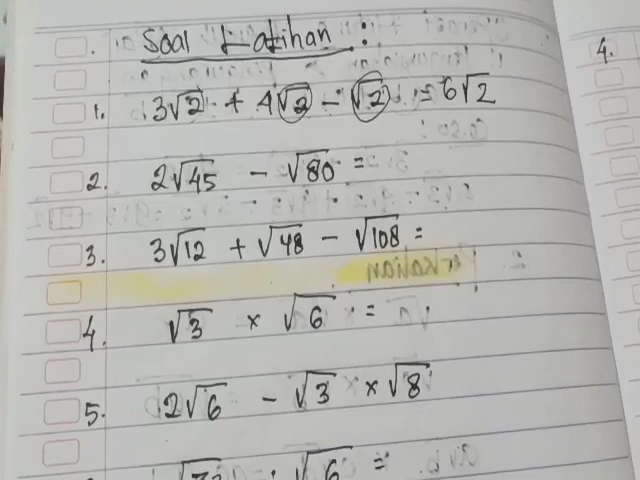 Soal Latihan :
1. 3√2 + 4√2 - √2 = 6√2
2. 2√45 - √80 =
3. 3√12 + √48 - √108 =
4. √3 × √6 =
5. 2√6 - √3 × √8
: √6 =
4.